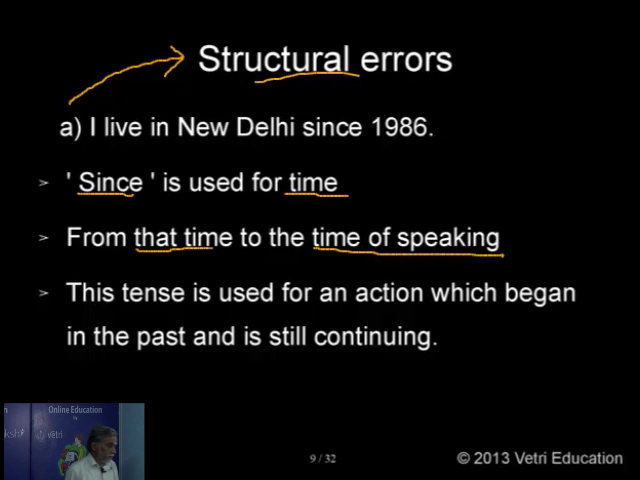 Structural errors
a) I live in New Delhi since 1986.
➢ ' Since ' is used for time
➢ From that time to the time of speaking
➢ This tense is used for an action which began
in the past and is still continuing.
Online Education
by
vetri
9 / 32
© 2013 Vetri Education